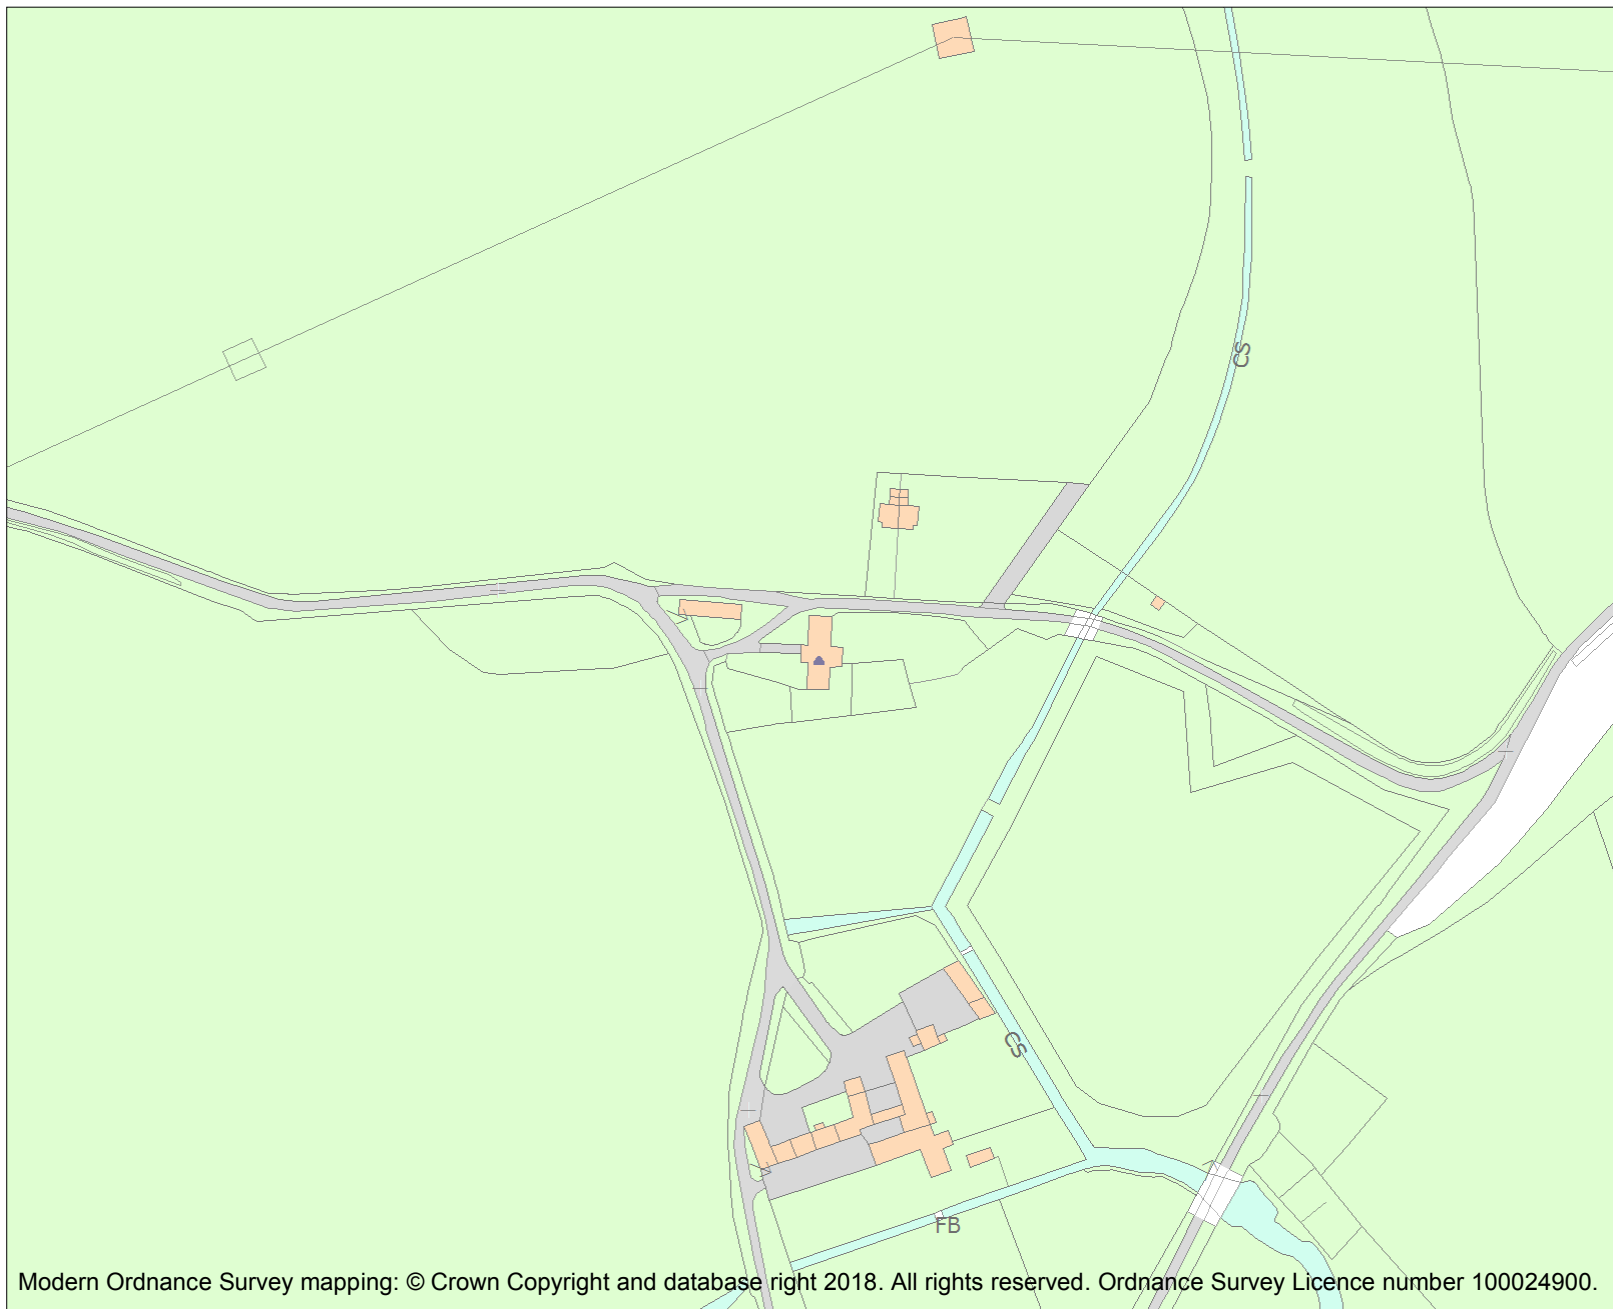 CS
CS
FB
Modern Ordnance Survey mapping: © Crown Copyright and database right 2018. All rights reserved. Ordnance Survey Licence number 100024900.